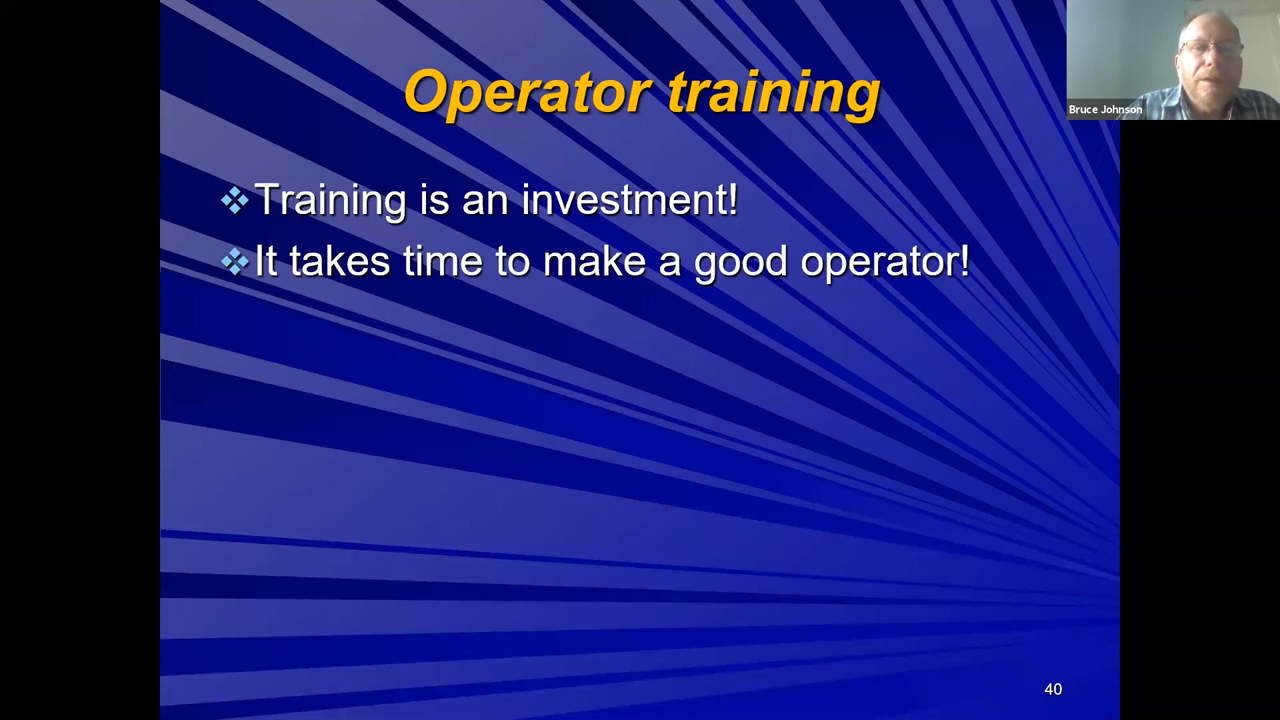 Operator training
Bruce Johnson
Training is an investment!
It takes time to make a good operator!
40